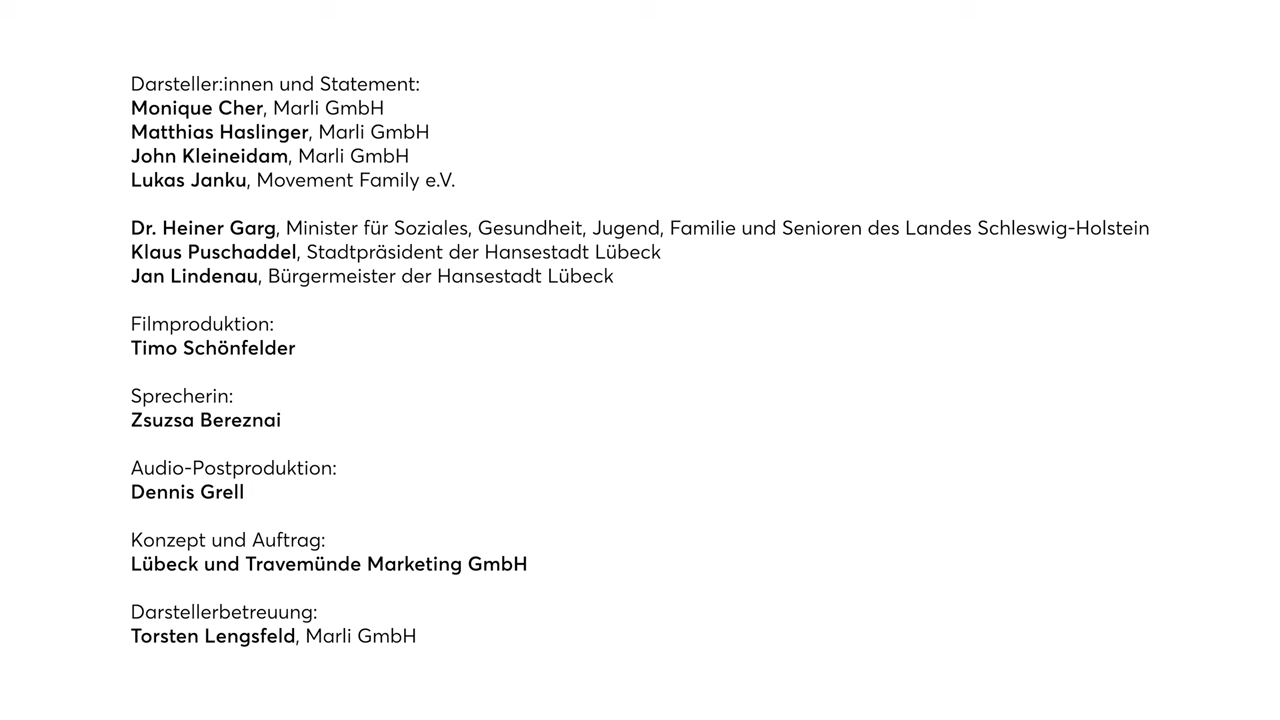 Darsteller:innen und Statement:
Monique Cher, Marli GmbH
Matthias Haslinger, Marli GmbH
John Kleineidam, Marli GmbH
Lukas Janku, Movement Family e.V.
Dr. Heiner Garg, Minister für Soziales, Gesundheit, Jugend, Familie und Senioren des Landes Schleswig-Holstein
Klaus Puschaddel, Stadtpräsident der Hansestadt Lübeck
Jan Lindenau, Bürgermeister der Hansestadt Lübeck
Filmproduktion:
Timo Schönfelder
Sprecherin:
Zsuzsa Bereznai
Audio-Postproduktion:
Dennis Grell
Konzept und Auftrag:
Lübeck und Travemünde Marketing GmbH
Darstellerbetreuung:
Torsten Lengsfeld, Marli GmbH